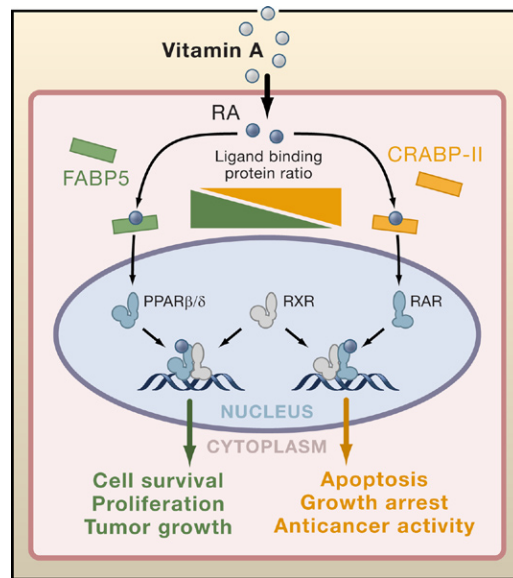 Vitamin A
RA
FABP5
Ligand binding
protein ratio
CRABP-II
PPARβ/δ
RXR
RAR
NUCLEUS
CYTOPLASM
Cell survival
Proliferation
Tumor growth
Apoptosis
Growth arrest
Anticancer activity